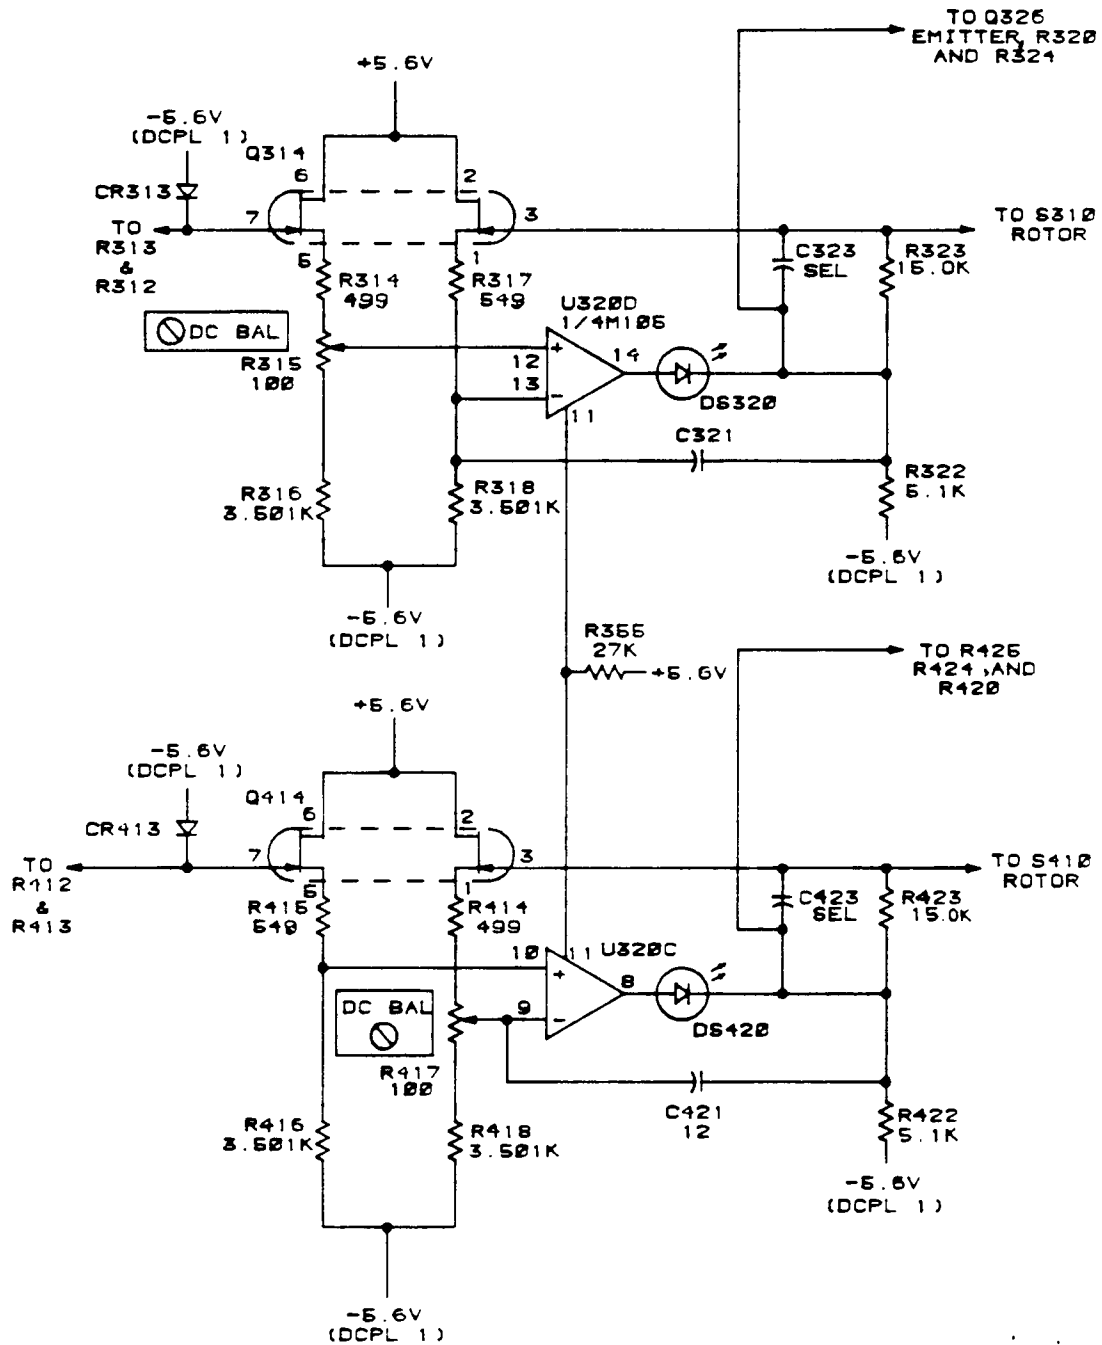 TO Q326
EMITTER, R320
AND R324
+5.6V
-5.6V
(DCPL 1)
Q314
6
2
CR313
7
3
TO
R313
&
R312
TO S310
ROTOR
5
1
R314
499
R317
549
C323
SEL
R323
15.0K
U320D
1/4M105
DC BAL
R315
100
12
13
14
11
DS320
C321
R316
3.501K
R318
3.501K
R322
5.1K
-5.6V
(DCPL 1)
-5.6V
(DCPL 1)
R355
27K
+5.6V
TO R425
R424, AND
R420
+5.6V
-5.6V
(DCPL 1)
Q414
6
2
CR413
7
3
TO
R412
&
R413
TO S410
ROTOR
5
1
R415
549
R414
499
C423
SEL
R423
15.0K
10
11
U320C
8
9
DC BAL
DS420
R417
100
C421
12
R416
3.501K
R418
3.501K
R422
5.1K
-5.6V
(DCPL 1)
-5.6V
(DCPL 1)
+
-
+
-